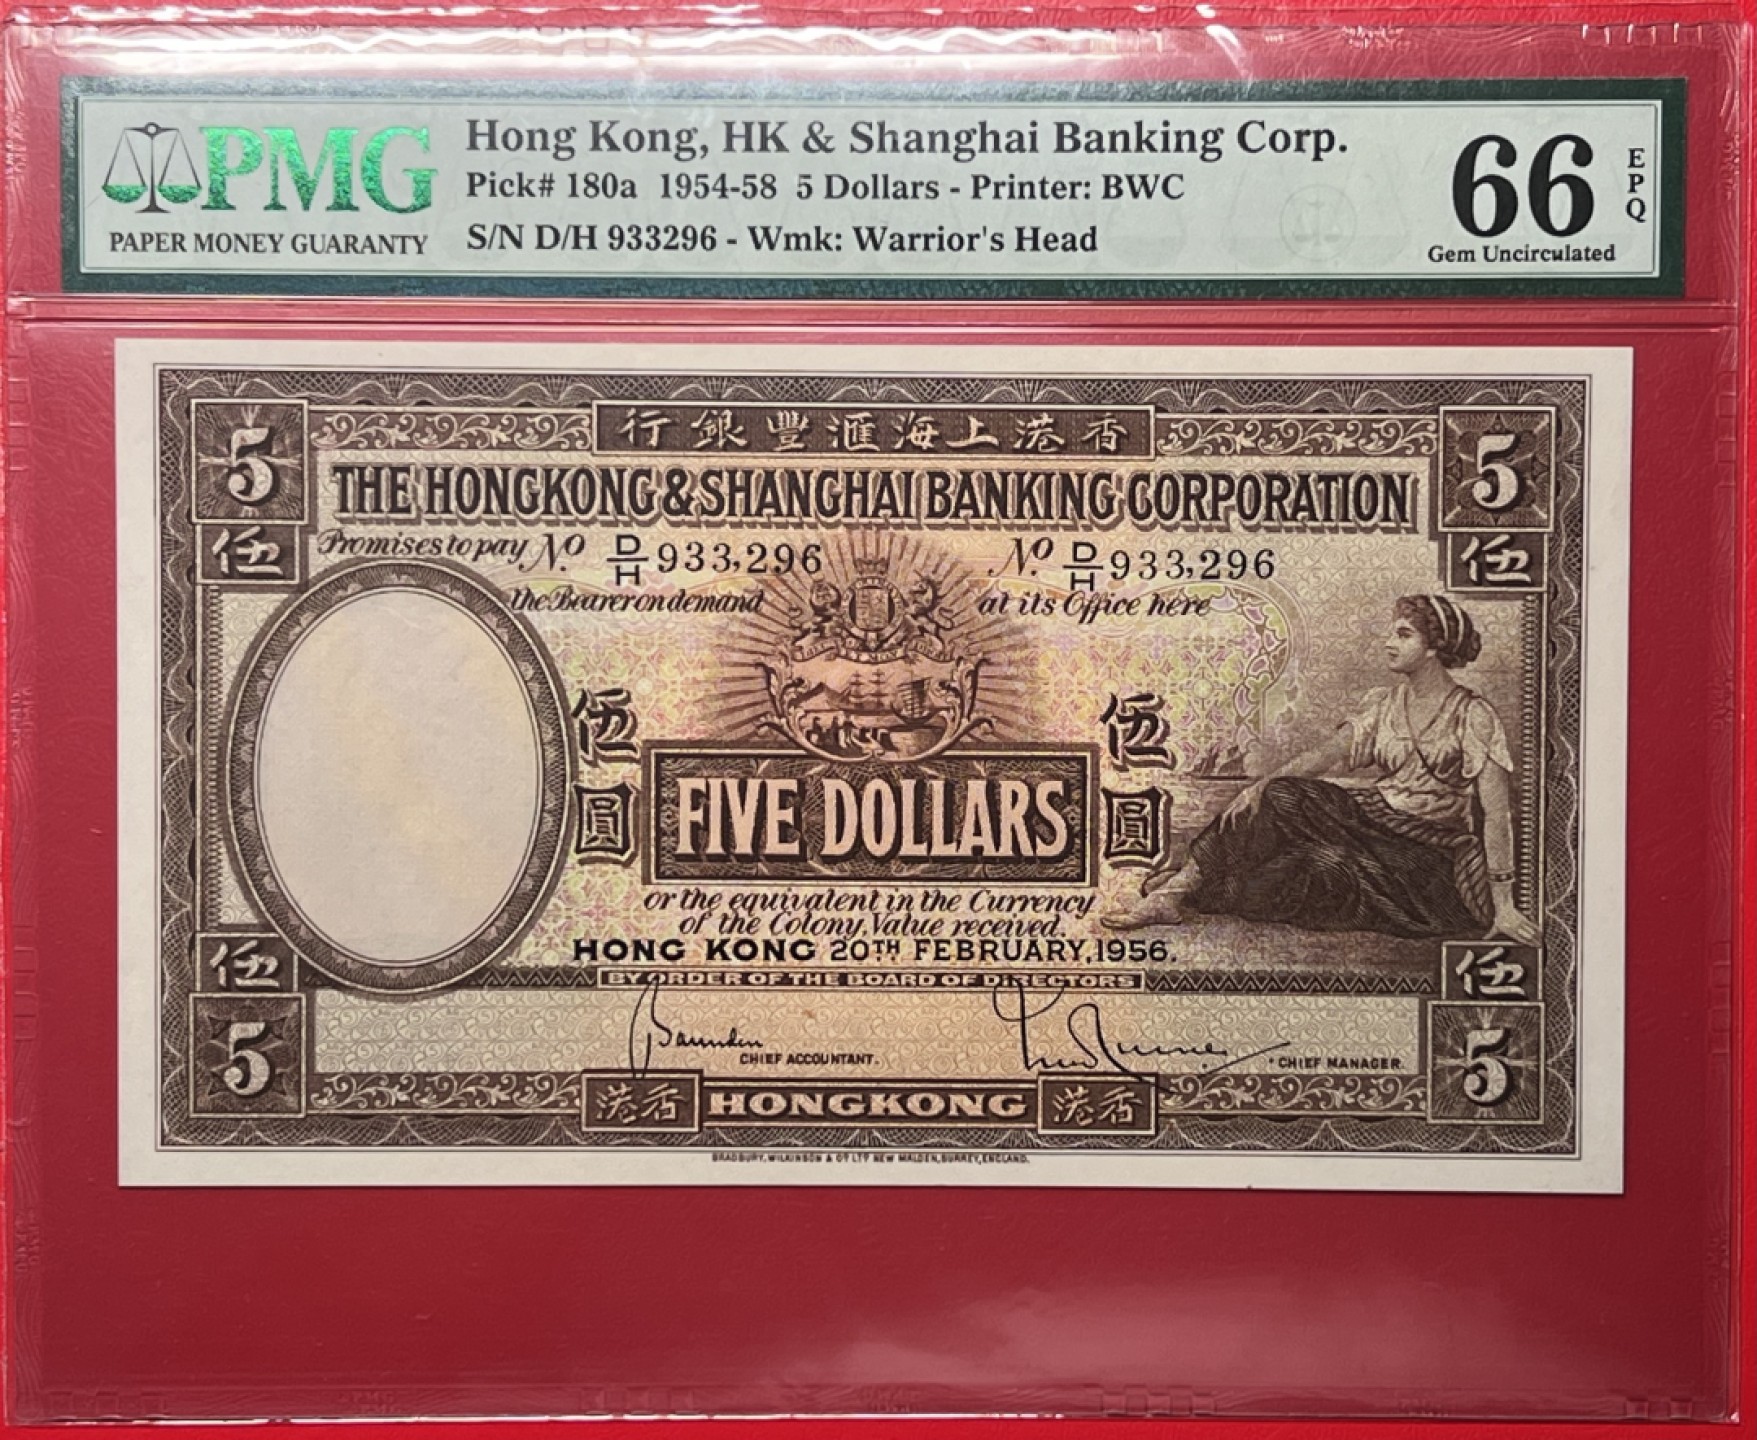 PMG
PAPER MONEY GUARANTY
Hong Kong, HK & Shanghai Banking Corp.
Pick# 180a 1954-58 5 Dollars - Printer: BWC
S/N D/H 933296 - Wmk: Warrior's Head
66
EPQ
Gem Uncirculated
行銀豐滙海上港香
5 5
THE HONGKONG & SHANGHAI BANKING CORPORATION
伍 伍
Promises to pay No. D/H 933,296 No. D/H 933,296
the Bearer on demand at its Office here
伍 伍
圓 FIVE DOLLARS 圓
or the equivalent in the Currency
of the Colony, Value received.
HONG KONG 20TH FEBRUARY, 1956.
伍 伍
BY ORDER OF THE BOARD OF DIRECTORS
5 5
CHIEF ACCOUNTANT. CHIEF MANAGER.
港香 HONGKONG 港香
BRADBURY, WILKINSON & Co LTD NEW MALDEN, SURREY, ENGLAND.